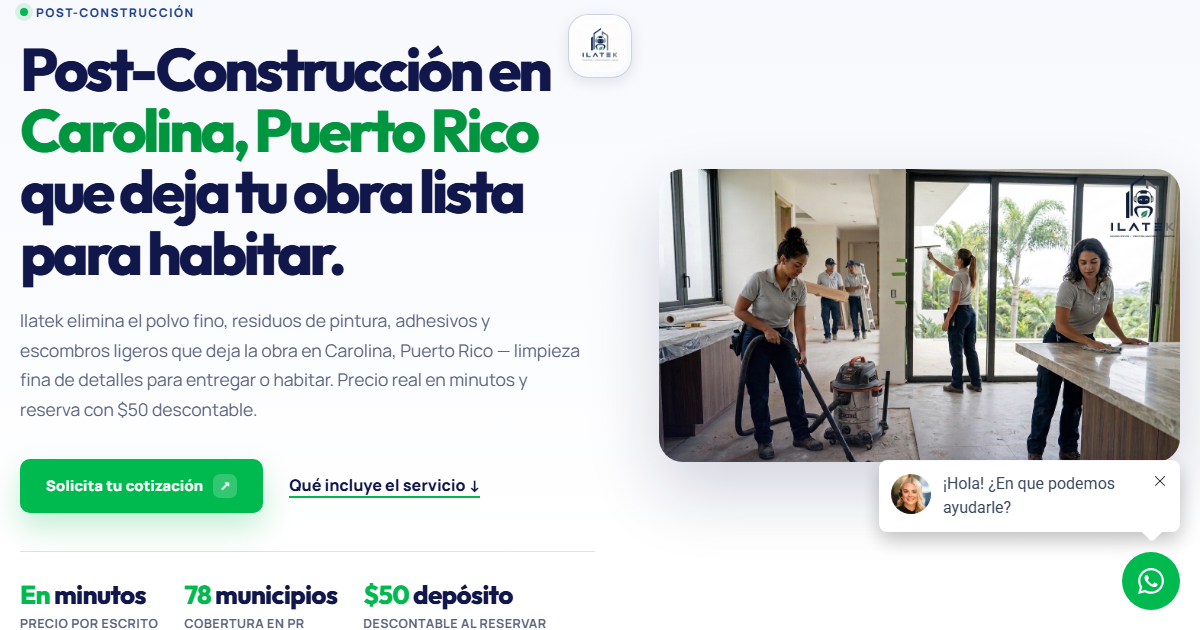 POST-CONSTRUCCIÓN
ILATEK
Post-Construcción en
Carolina, Puerto Rico
que deja tu obra lista
para habitar.
ILATEK
Ilatek elimina el polvo fino, residuos de pintura, adhesivos y
escombros ligeros que deja la obra en Carolina, Puerto Rico — limpieza
fina de detalles para entregar o habitar. Precio real en minutos y
reserva con $50 descontable.
Solicita tu cotización ↗
Qué incluye el servicio ↓
¡Hola! ¿En que podemos
ayudarle?
En minutos
PRECIO POR ESCRITO
78 municipios
COBERTURA EN PR
$50 depósito
DESCONTABLE AL RESERVAR